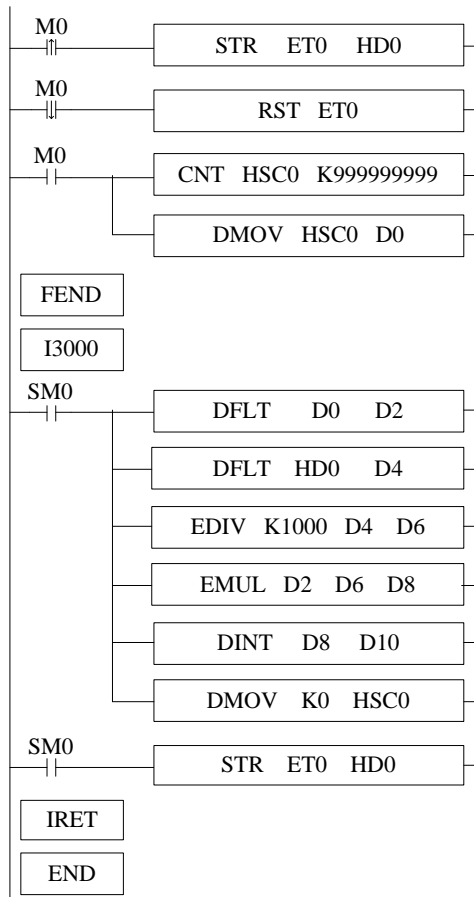 M0
STR ET0 HD0
M0
RST ET0
M0
CNT HSC0 K999999999
DMOV HSC0 D0
FEND
I3000
SM0
DFLT D0 D2
DFLT HD0 D4
EDIV K1000 D4 D6
EMUL D2 D6 D8
DINT D8 D10
DMOV K0 HSC0
SM0
STR ET0 HD0
IRET
END